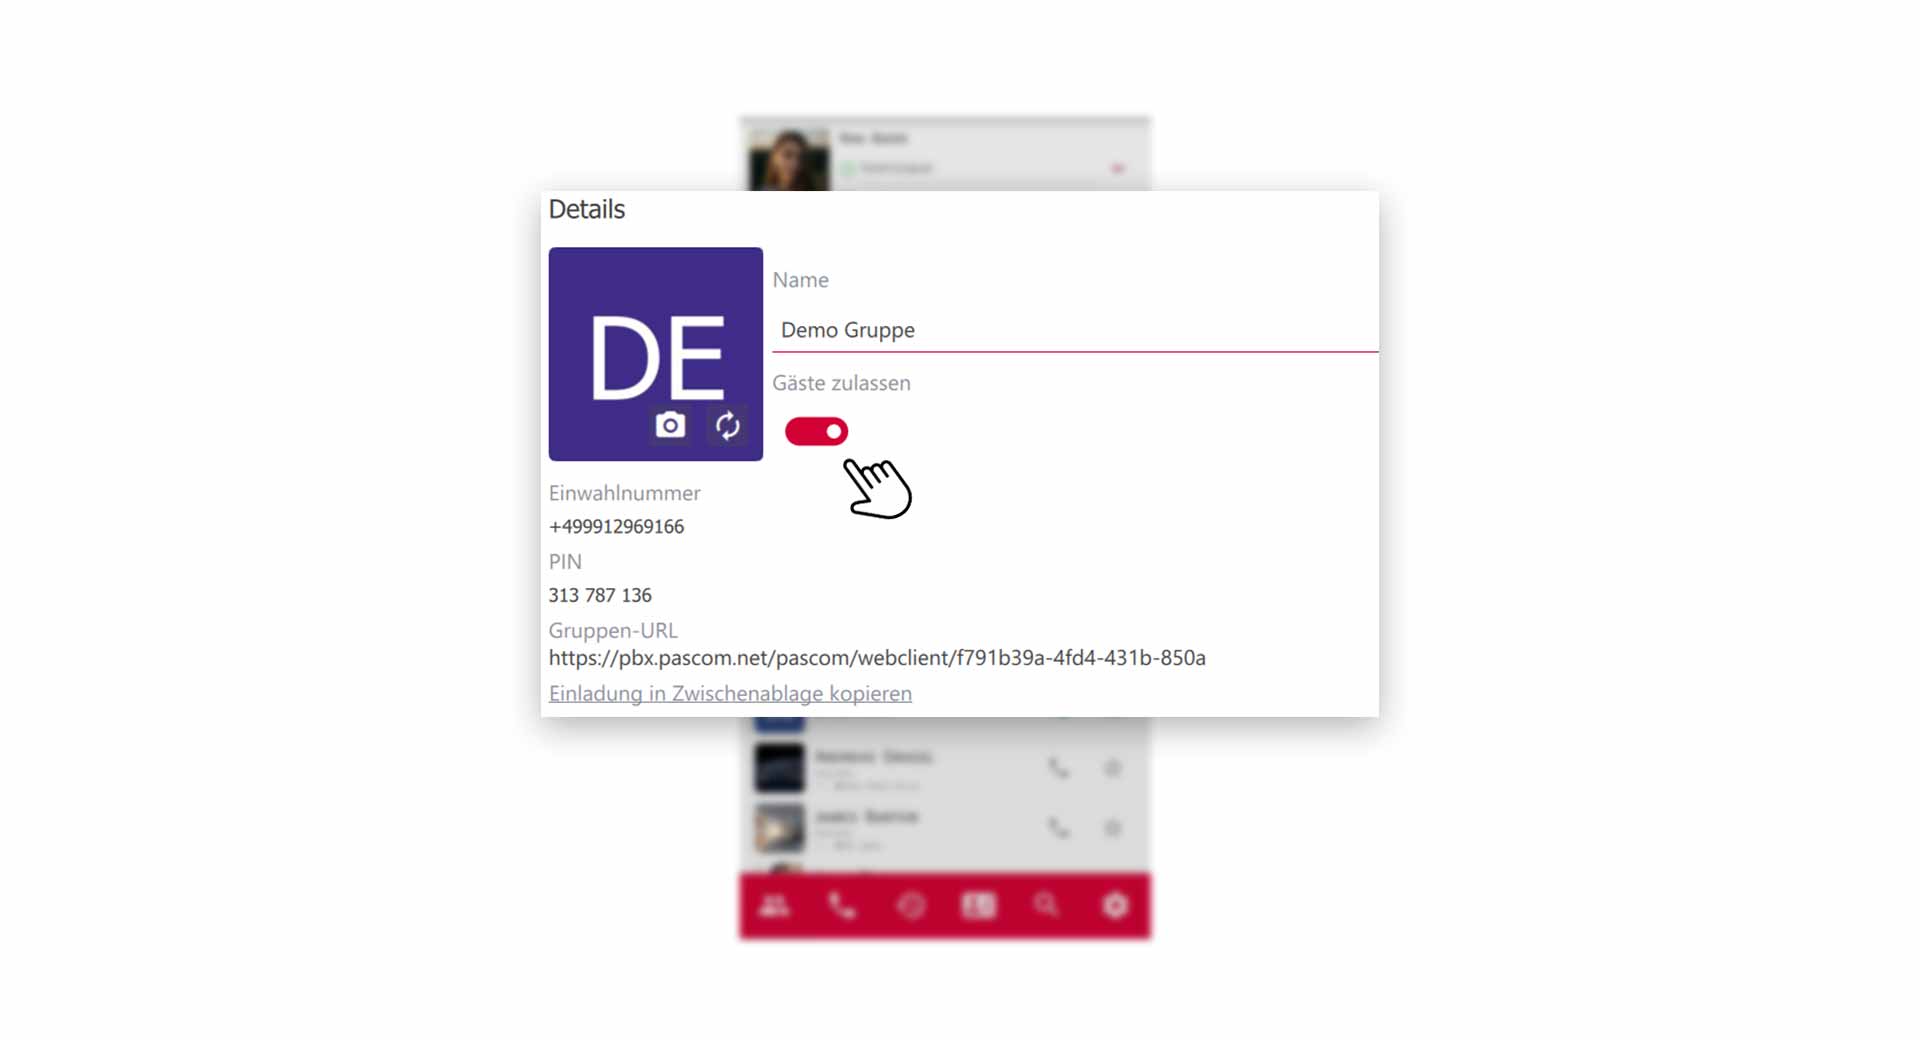 Details
DE
Name
Demo Gruppe
Gäste zulassen
Einwahlnummer
+499912969166
PIN
313 787 136
Gruppen-URL
https://pbx.pascom.net/pascom/webclient/f791b39a-4fd4-431b-850a
Einladung in Zwischenablage kopieren